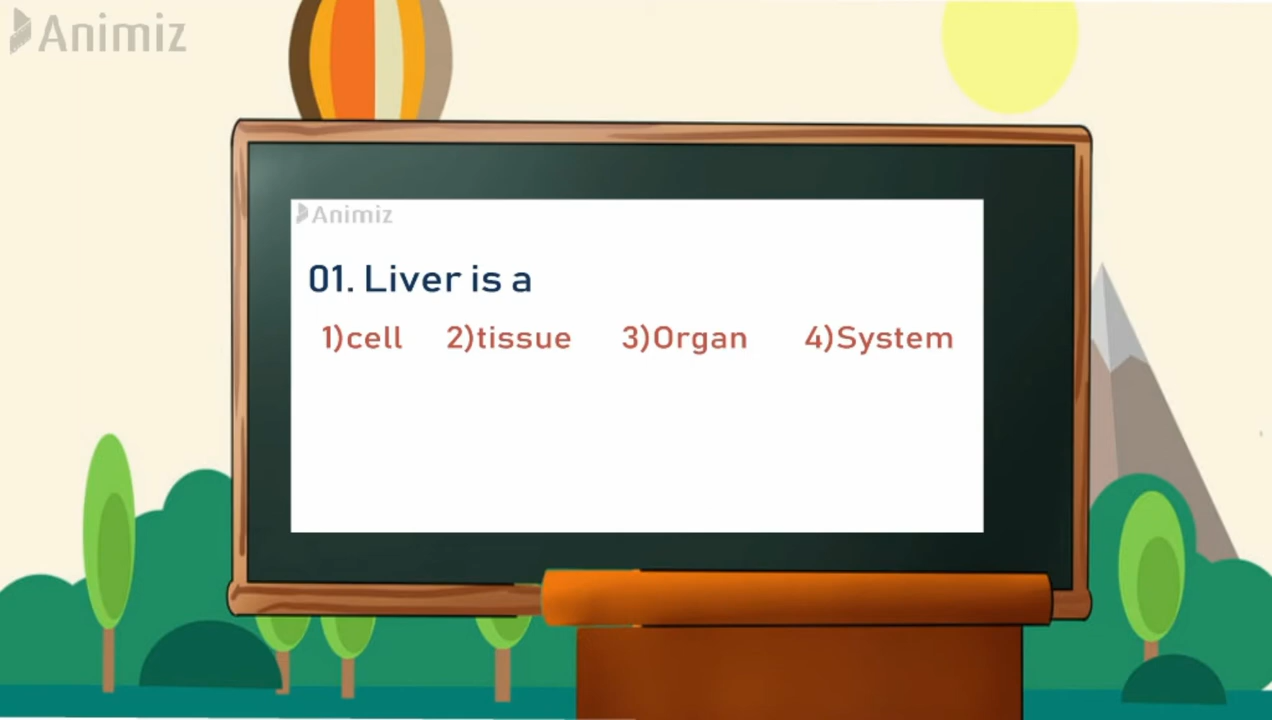 Animiz
Animiz
01. Liver is a
1)cell 2)tissue 3)Organ 4)System